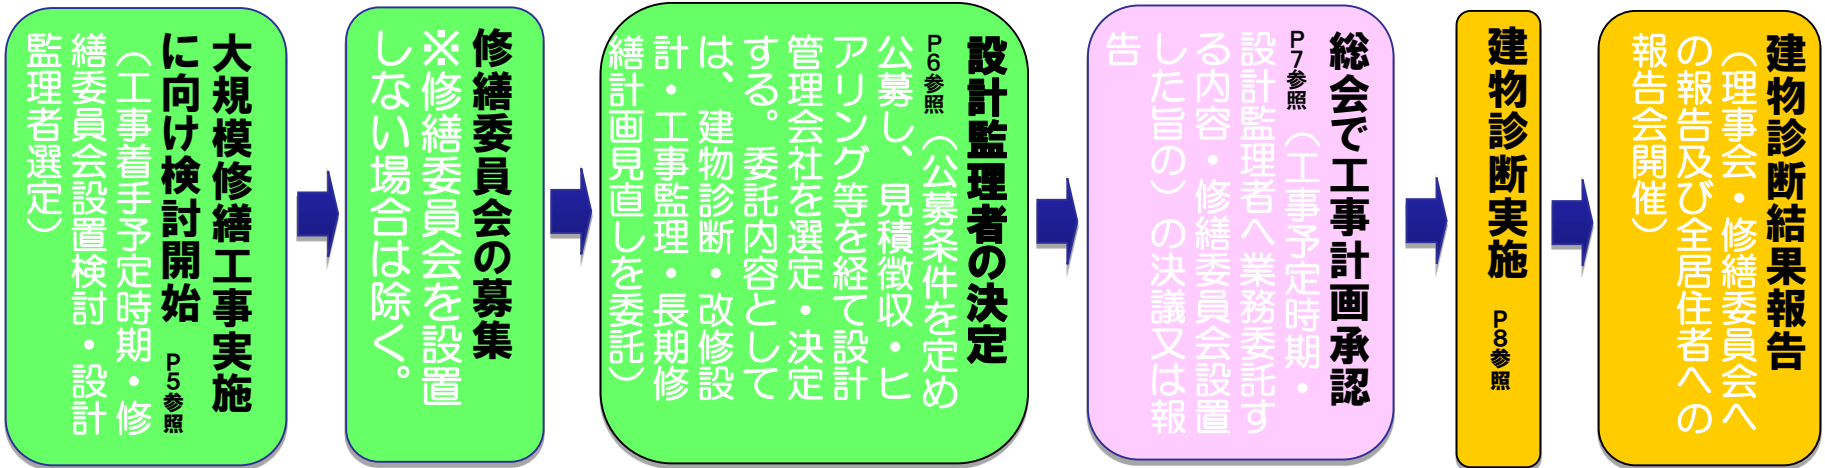 大規模修繕工事実施
に向け検討開始 P5参照
（工事着手予定時期・修
繕委員会設置検討・設計
監理者選定）
修繕委員会の募集
※修繕委員会を設置
しない場合は除く。
設計監理者の決定
P6参照（公募条件を定め
公募し、見積徴収・ヒ
アリング等を経て設計
管理会社を選定・決定
する。委託内容として
は、建物診断・改修設
計・工事監理・長期修
繕計画見直しを委託）
総会で工事計画承認
P7参照（工事予定時期・
設計監理者へ業務委託す
る内容・修繕委員会設置
した旨の）の決議又は報
告
建物診断実施 P8参照
建物診断結果報告
（理事会・修繕委員会へ
の報告及び全居住者への
報告会開催）